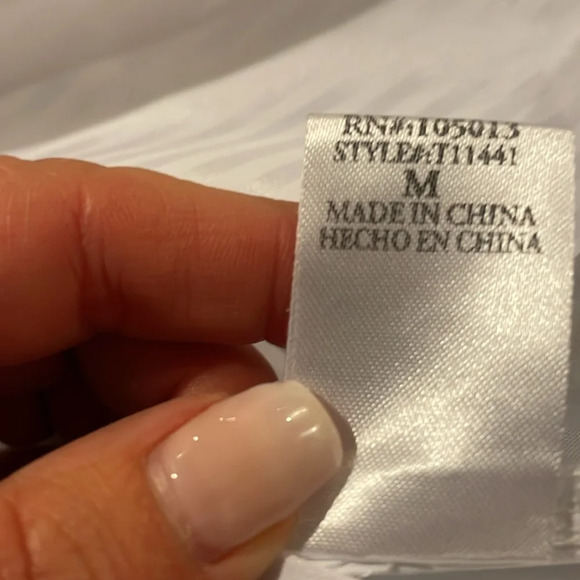 RN#:105013
STYLE#:T11441
M
MADE IN CHINA
HECHO EN CHINA